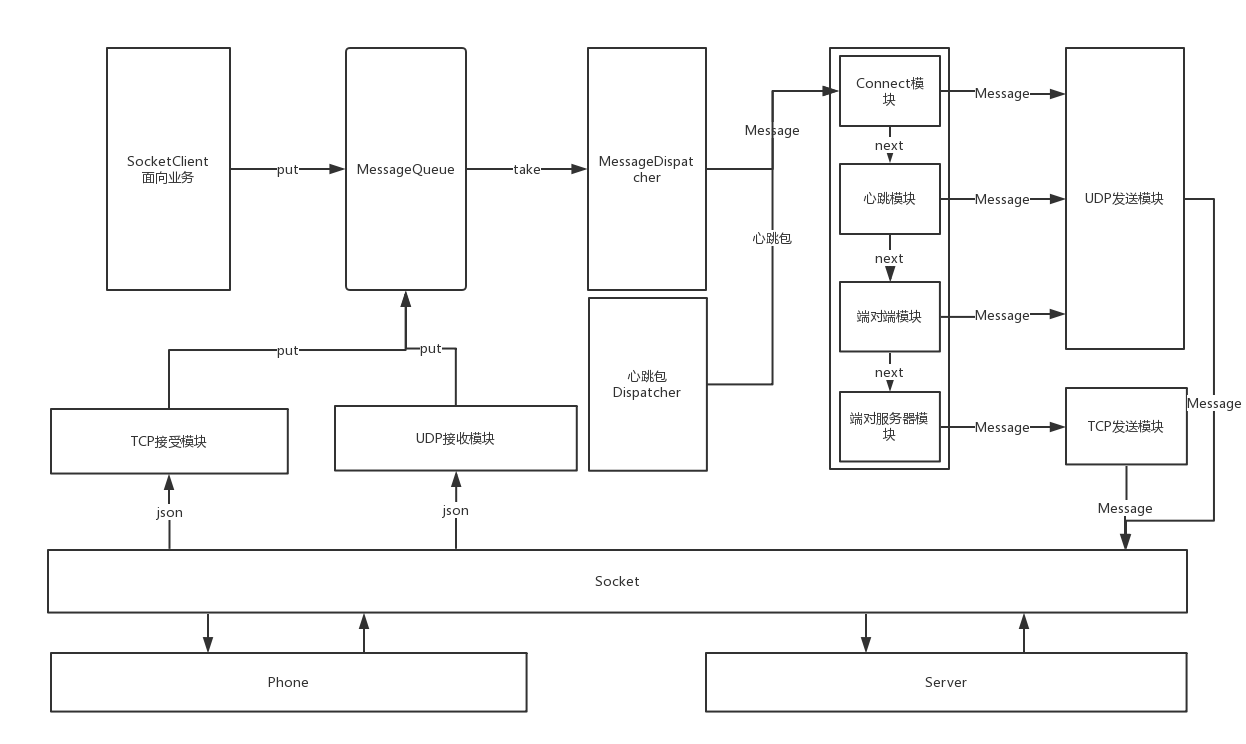 SocketClient
面向业务
put
MessageQueue
take
MessageDispat
cher
Message
心跳包
Connect模
块
next
心跳模块
next
端对端模块
next
端对服务器模
块
Message
Message
Message
Message
UDP发送模块
TCP发送模块
Message
Message
心跳包
Dispatcher
put
put
TCP接受模块
UDP接收模块
json
json
Socket
Phone
Server